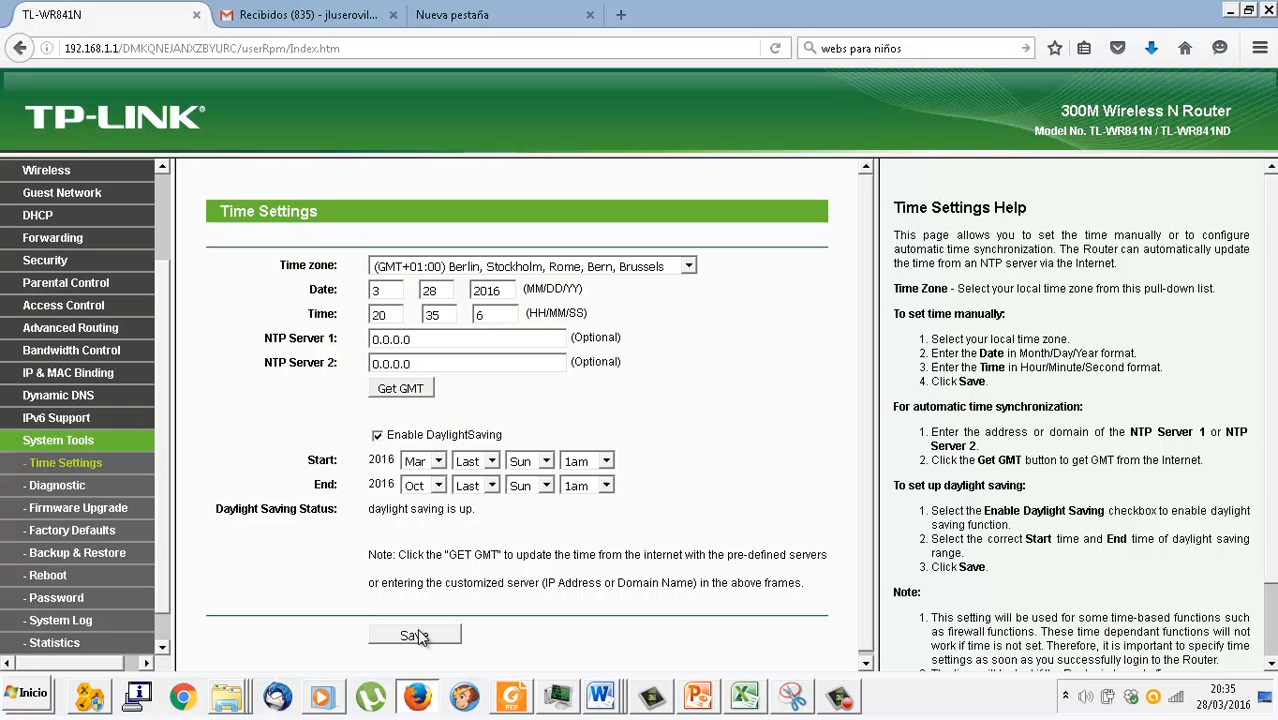 TL-WR841N
Recibidos (835) - jluserovil...
Nueva pestaña
192.168.1.1/DMKQNEJANXZBYURC/userRpm/Index.htm
webs para niños
TP-LINK®
300M Wireless N Router
Model No. TL-WR841N / TL-WR841ND
Wireless
Guest Network
DHCP
Forwarding
Security
Parental Control
Access Control
Advanced Routing
Bandwidth Control
IP & MAC Binding
Dynamic DNS
IPv6 Support
System Tools
- Time Settings
- Diagnostic
- Firmware Upgrade
- Factory Defaults
- Backup & Restore
- Reboot
- Password
- System Log
- Statistics
Time Settings
Time zone: (GMT+01:00) Berlin, Stockholm, Rome, Bern, Brussels
Date: 3 28 2016 (MM/DD/YY)
Time: 20 35 6 (HH/MM/SS)
NTP Server 1: 0.0.0.0 (Optional)
NTP Server 2: 0.0.0.0 (Optional)
Get GMT
Enable DaylightSaving
Start: 2016 Mar Last Sun 1am
End: 2016 Oct Last Sun 1am
Daylight Saving Status: daylight saving is up.
Note: Click the "GET GMT" to update the time from the internet with the pre-defined servers
or entering the customized server (IP Address or Domain Name) in the above frames.
Save
Time Settings Help
This page allows you to set the time manually or to configure
automatic time synchronization. The Router can automatically update
the time from an NTP server via the Internet.
Time Zone - Select your local time zone from this pull-down list.
To set time manually:
1. Select your local time zone.
2. Enter the Date in Month/Day/Year format.
3. Enter the Time in Hour/Minute/Second format.
4. Click Save.
For automatic time synchronization:
1. Enter the address or domain of the NTP Server 1 or NTP
Server 2.
2. Click the Get GMT button to get GMT from the Internet.
To set up daylight saving:
1. Select the Enable Daylight Saving checkbox to enable daylight
saving function.
2. Select the correct Start time and End time of daylight saving
range.
3. Click Save.
Note:
1. This setting will be used for some time-based functions such
as firewall functions. These time dependant functions will not
work if time is not set. Therefore, it is important to specify time
settings as soon as you successfully login to the Router.
Inicio
PDF
20:35
28/03/2016